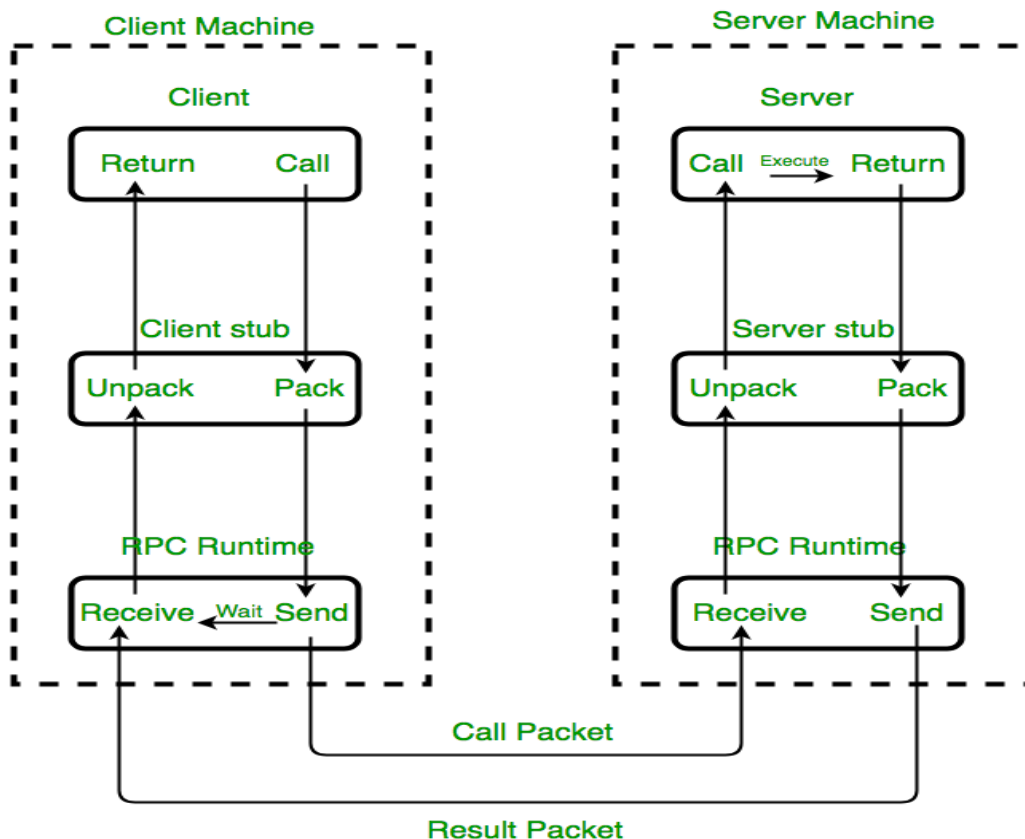 Client Machine
Server Machine
Client
Server
Return Call
Call Execute Return
Client stub
Server stub
Unpack Pack
Unpack Pack
RPC Runtime
RPC Runtime
Receive Wait Send
Receive Send
Call Packet
Result Packet